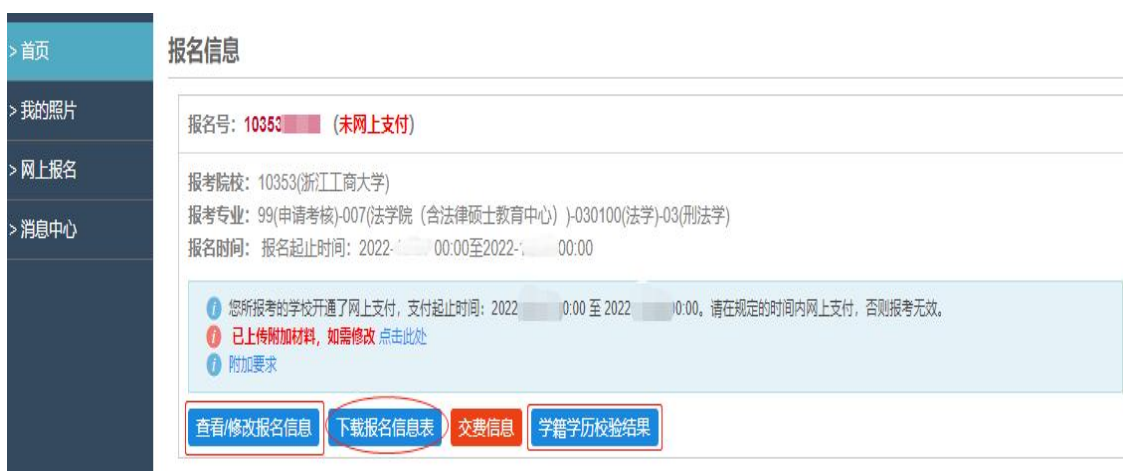 > 首页
> 我的照片
> 网上报名
> 消息中心
报名信息
报名号：10353 (未网上支付)
报考院校：10353(浙江工商大学)
报考专业：99(申请考核)-007(法学院（含法律硕士教育中心）)-030100(法学)-03(刑法学)
报名时间： 报名起止时间：2022- 00:00至2022- 00:00
您所报考的学校开通了网上支付，支付起止时间：2022 0:00 至 2022 0:00。请在规定的时间内网上支付，否则报考无效。
已上传附加材料，如需修改 点击此处
附加要求
查看/修改报名信息 下载报名信息表 交费信息 学籍学历校验结果